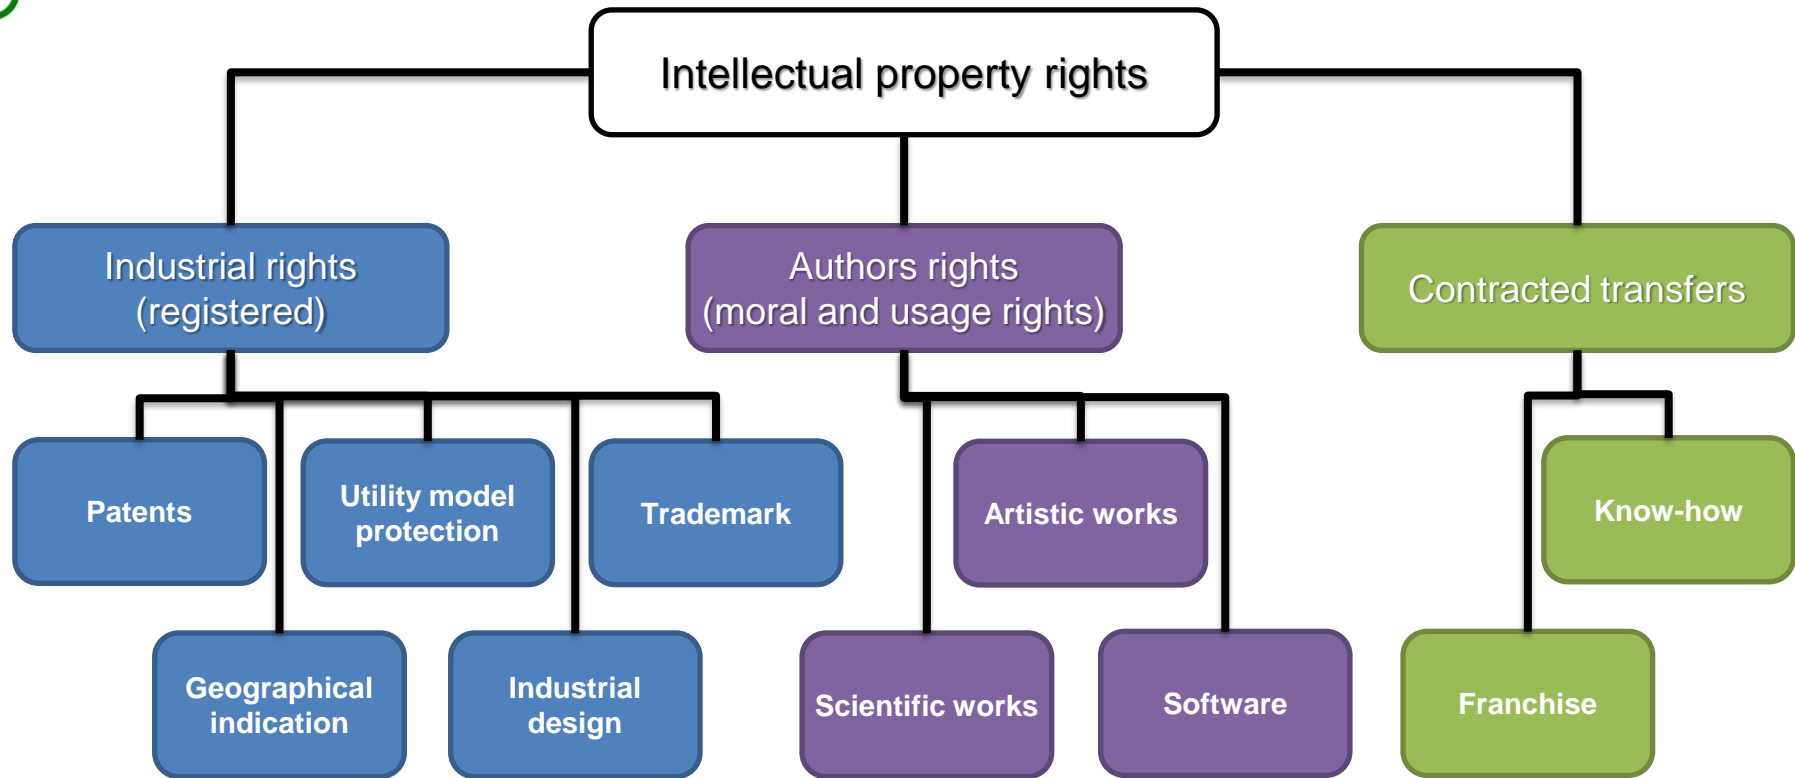 Intellectual property rights
Industrial rights
(registered)
Authors rights
(moral and usage rights)
Contracted transfers
Patents
Utility model
protection
Trademark
Artistic works
Know-how
Geographical
indication
Industrial
design
Scientific works
Software
Franchise